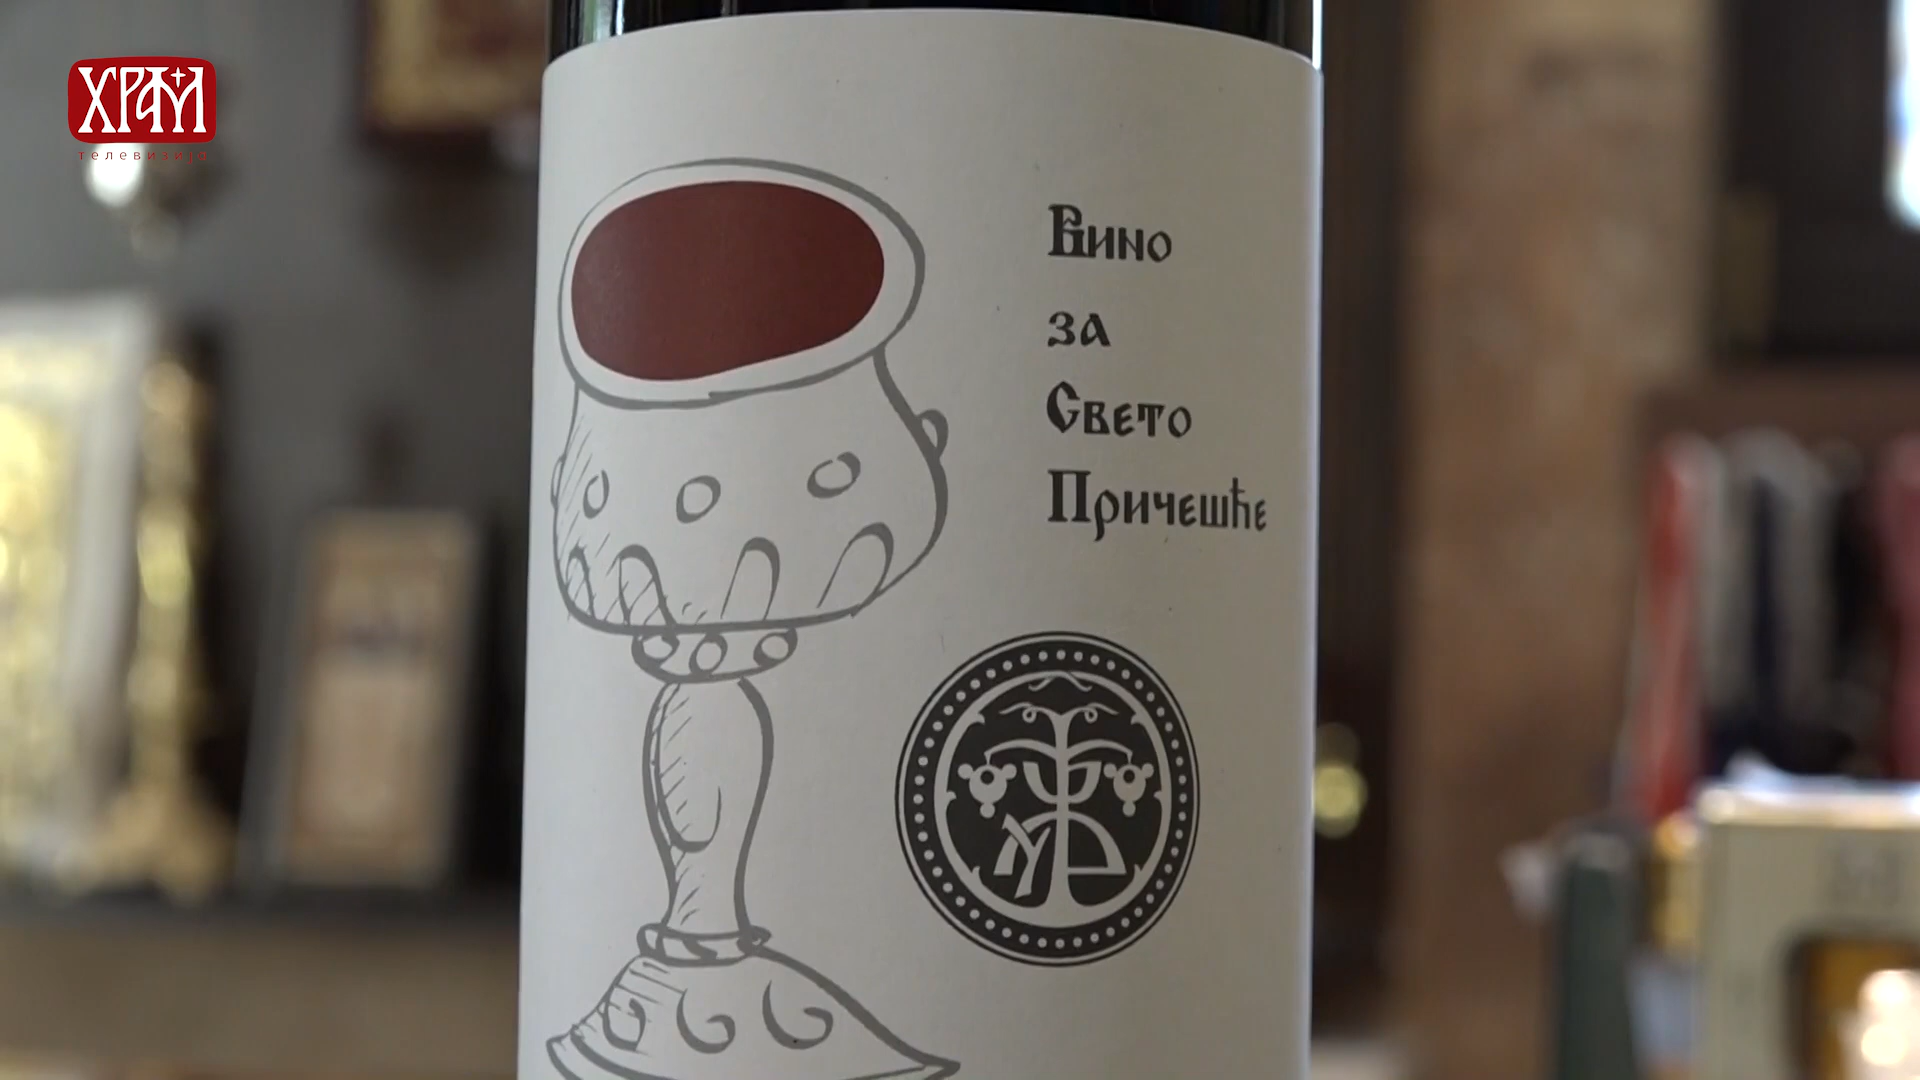 ХРАМ
телевизија
Вино
за
Свето
Причешће